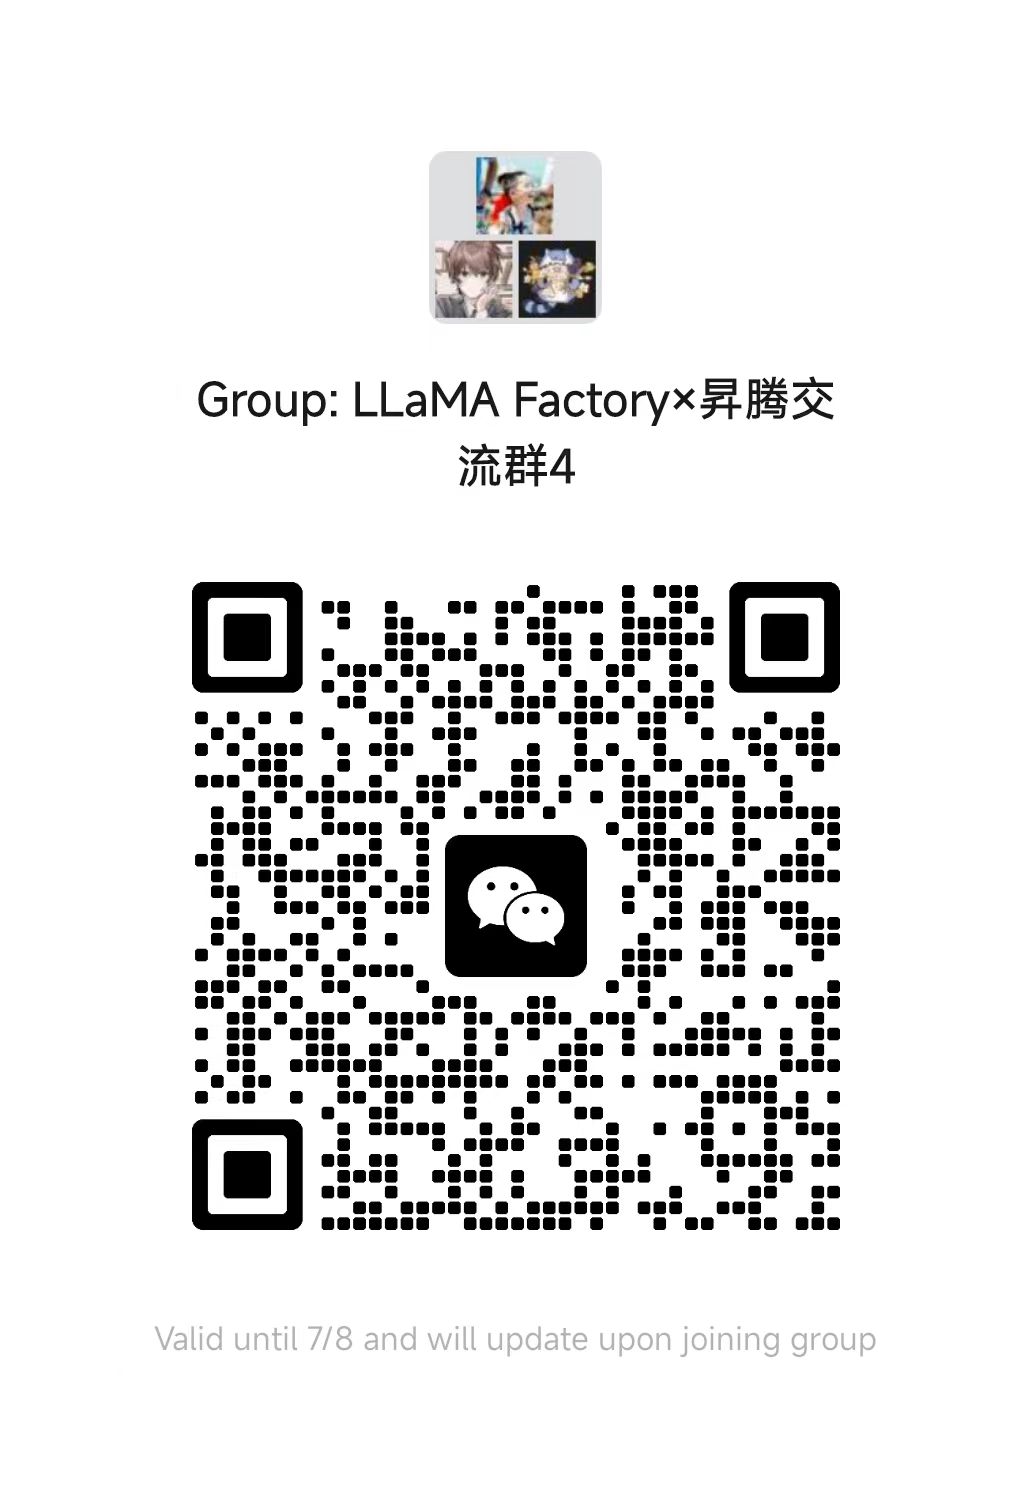 Group: LLaMA Factory×昇腾交
流群4
Valid until 7/8 and will update upon joining group